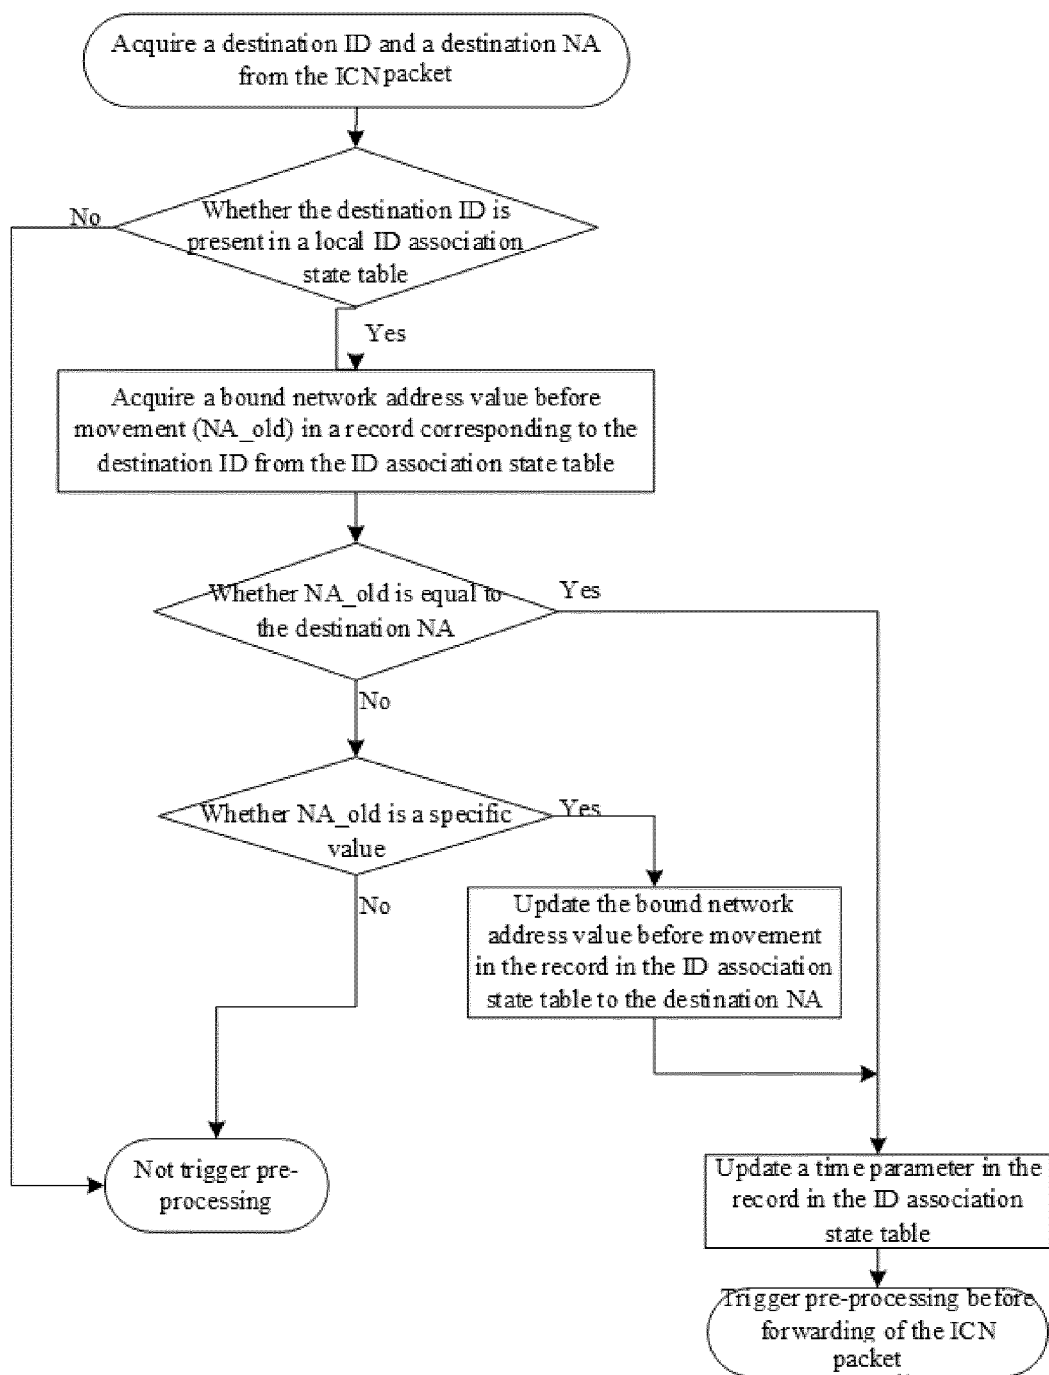 Acquire a destination ID and a destination NA
from the ICN packet
No
Whether the destination ID is
present in a local ID association
state table
Yes
Acquire a bound network address value before
movement (NA_old) in a record corresponding to the
destination ID from the ID association state table
Whether NA_old is equal to
the destination NA
Yes
No
Whether NA_old is a specific
value
Yes
No
Update the bound network
address value before movement
in the record in the ID association
state table to the destination NA
Not trigger pre-
processing
Update a time parameter in the
record in the ID association
state table
Trigger pre-processing before
forwarding of the ICN
packet